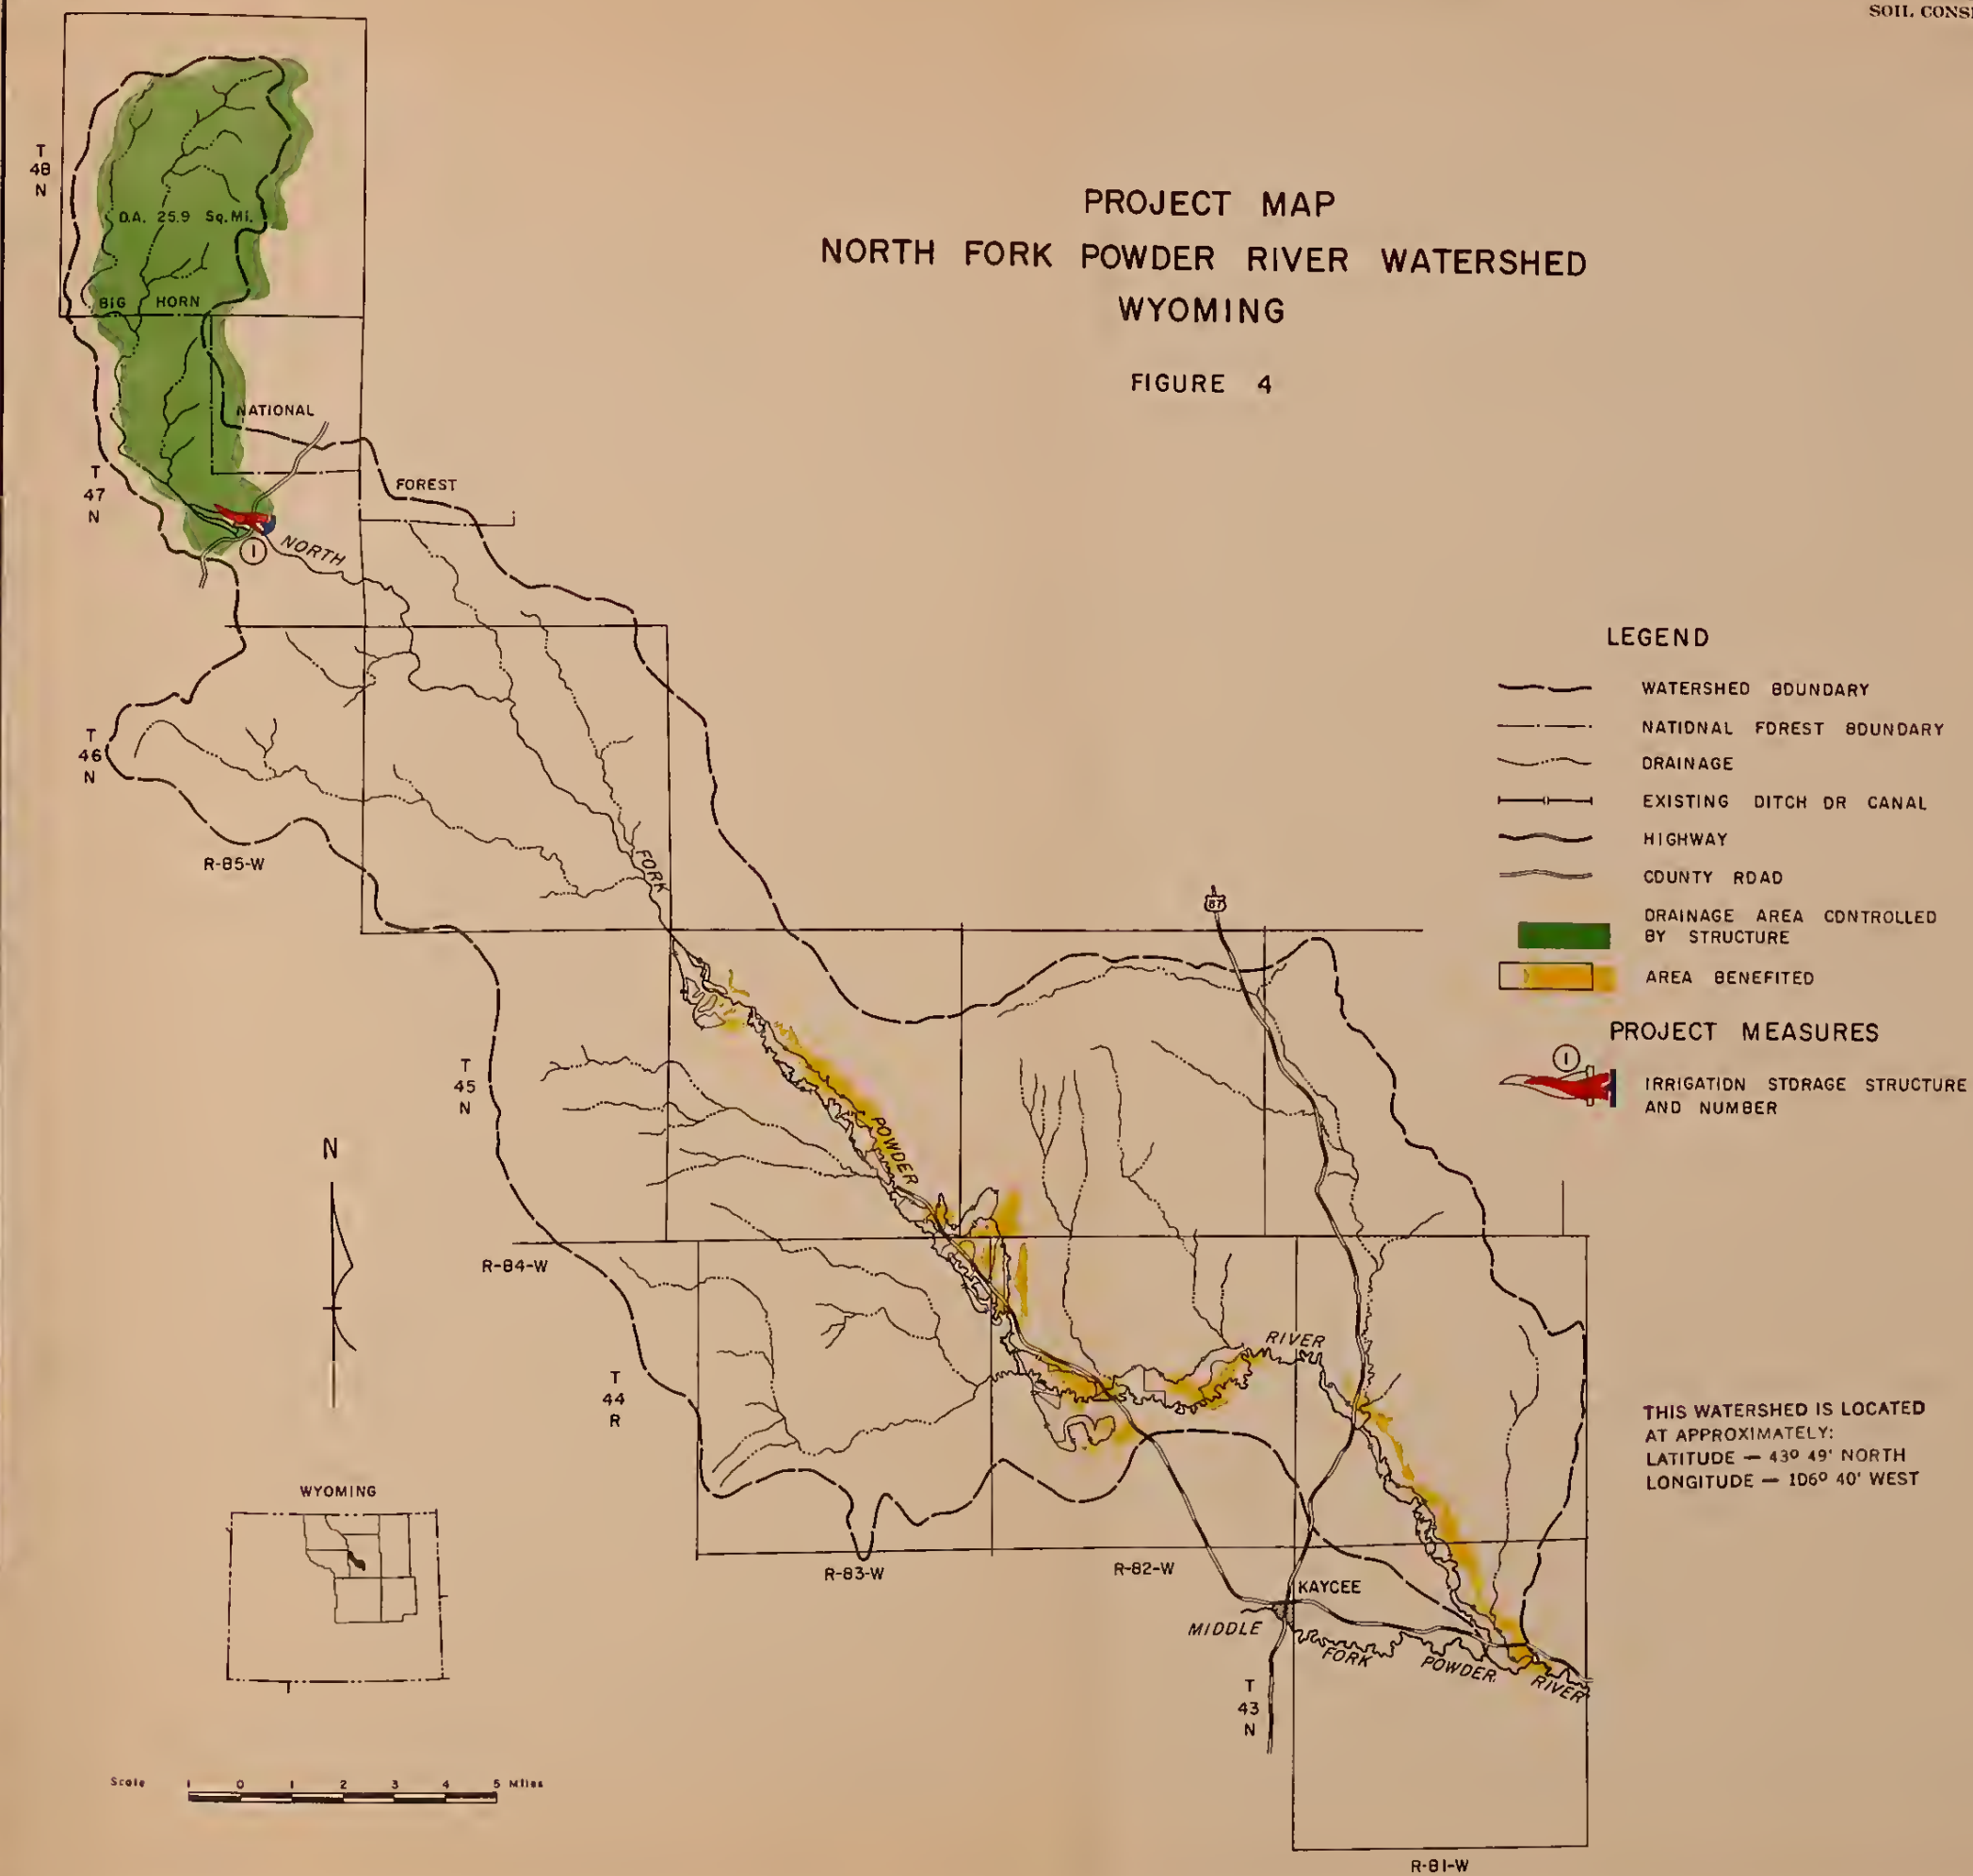 SOIL CONS
PROJECT MAP
NORTH FORK POWDER RIVER WATERSHED
WYOMING
FIGURE 4
T
48
N
D.A. 25.9 Sq.Mi.
BIG HORN
NATIONAL
FOREST
T
47
N
1
NORTH
T
46
N
R-85-W
FORK
87
LEGEND
WATERSHED BOUNDARY
NATIONAL FOREST BOUNDARY
DRAINAGE
EXISTING DITCH OR CANAL
HIGHWAY
COUNTY ROAD
DRAINAGE AREA CONTROLLED
BY STRUCTURE
AREA BENEFITED
PROJECT MEASURES
1
IRRIGATION STORAGE STRUCTURE
AND NUMBER
T
45
N
POWDER
N
R-84-W
RIVER
T
44
R
THIS WATERSHED IS LOCATED
AT APPROXIMATELY:
LATITUDE — 43º 49' NORTH
LONGITUDE — 106º 40' WEST
WYOMING
R-83-W
R-82-W
KAYCEE
MIDDLE
FORK
POWDER
RIVER
T
43
N
Scale 1 0 1 2 3 4 5 Miles
R-81-W